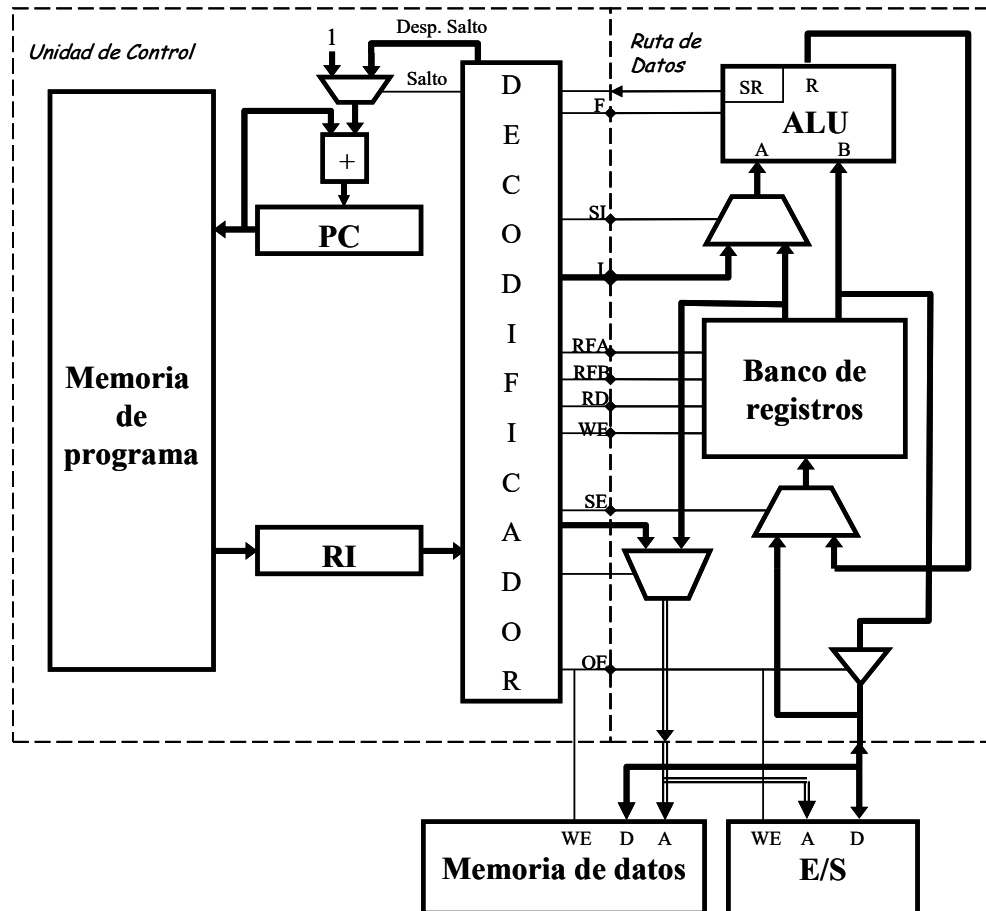 Unidad de Control
1
Desp. Salto
Salto
Ruta de
Datos
SR
R
ALU
A
B
F
+
PC
SI
I
DECODIFICADOR
RFA
RFB
RD
WE
Banco de
registros
Memoria
de
programa
SE
RI
OE
WE
D
A
Memoria de datos
WE
A
D
E/S